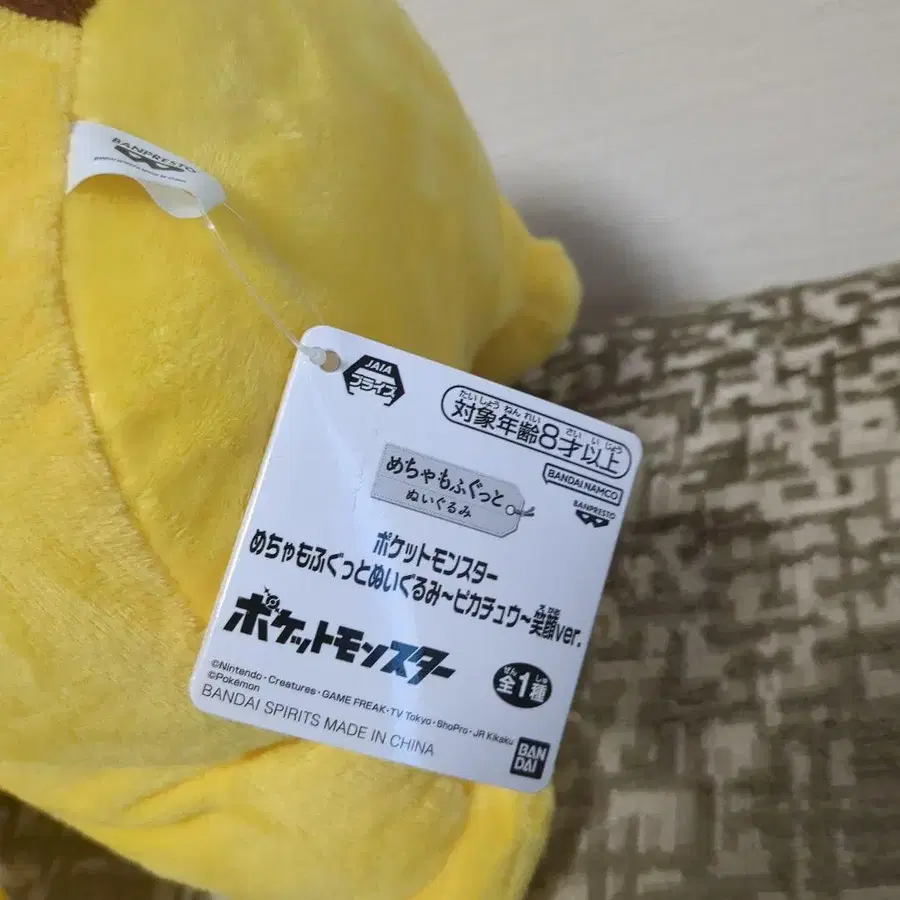 BANPRESTO
JAIA
プライズ
たいしょうねんれい さいいじょう
対象年齢8才以上
BANDAI NAMCO
BANPRESTO
めちゃもふぐっと
ぬいぐるみ
ポケットモンスター
めちゃもふぐっとぬいぐるみ～ピカチュウ～笑顔ver.
えがお
ポケットモンスター
ぜん しゅ
全1種
©Nintendo・Creatures・GAME FREAK・TV Tokyo・ShoPro・JR Kikaku
©Pokémon
BANDAI SPIRITS MADE IN CHINA
BAN
DAI